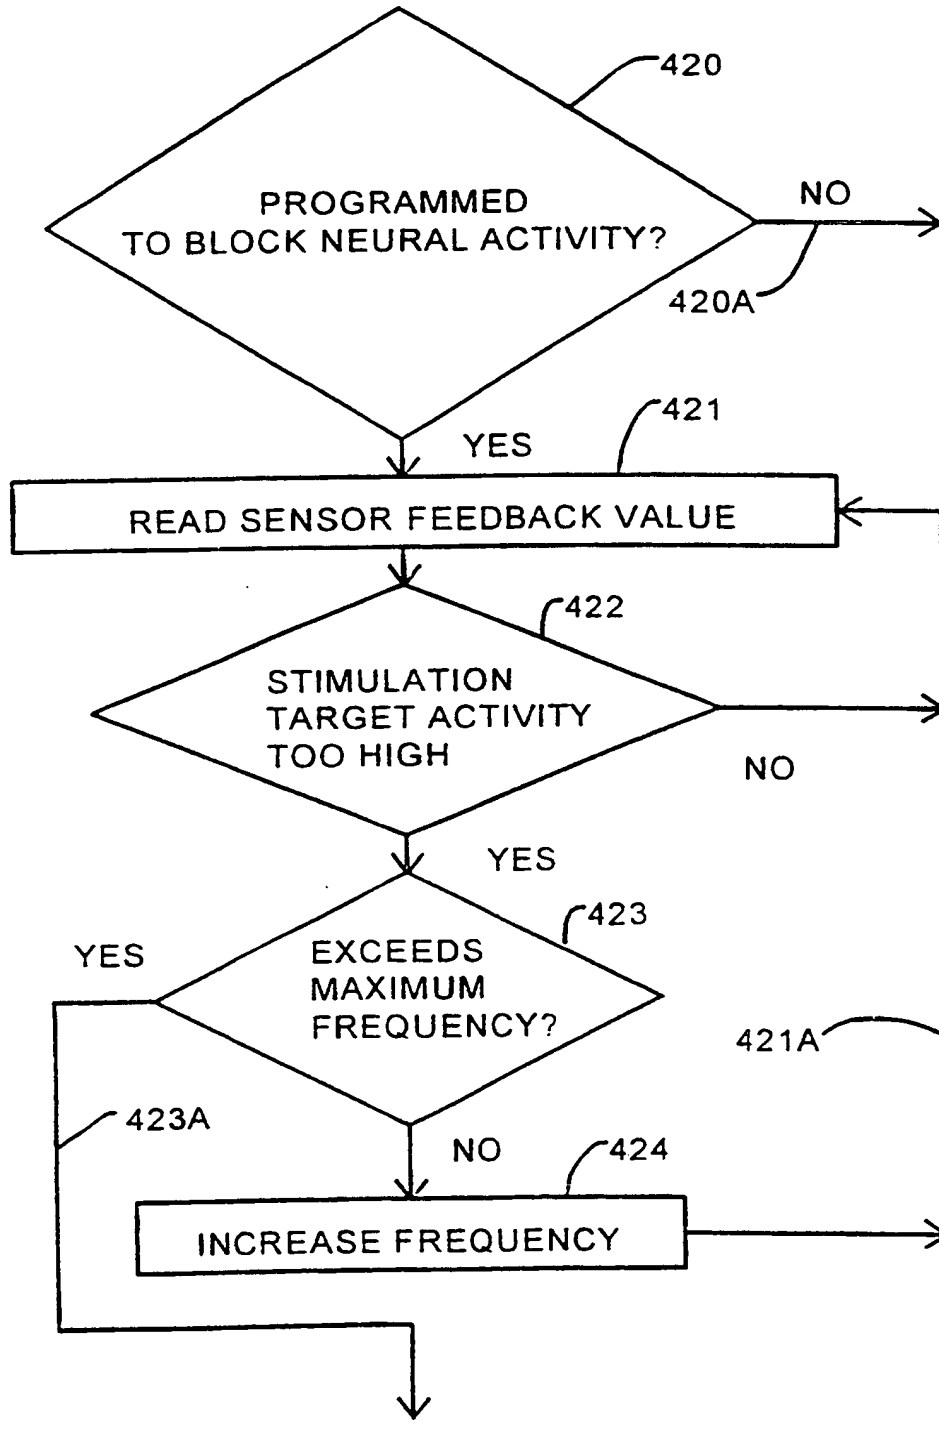 420
PROGRAMMED
TO BLOCK NEURAL ACTIVITY?
NO
420A
421
YES
READ SENSOR FEEDBACK VALUE
422
STIMULATION
TARGET ACTIVITY
TOO HIGH
NO
YES
423
YES
EXCEEDS
MAXIMUM
FREQUENCY?
421A
423A
NO
424
INCREASE FREQUENCY